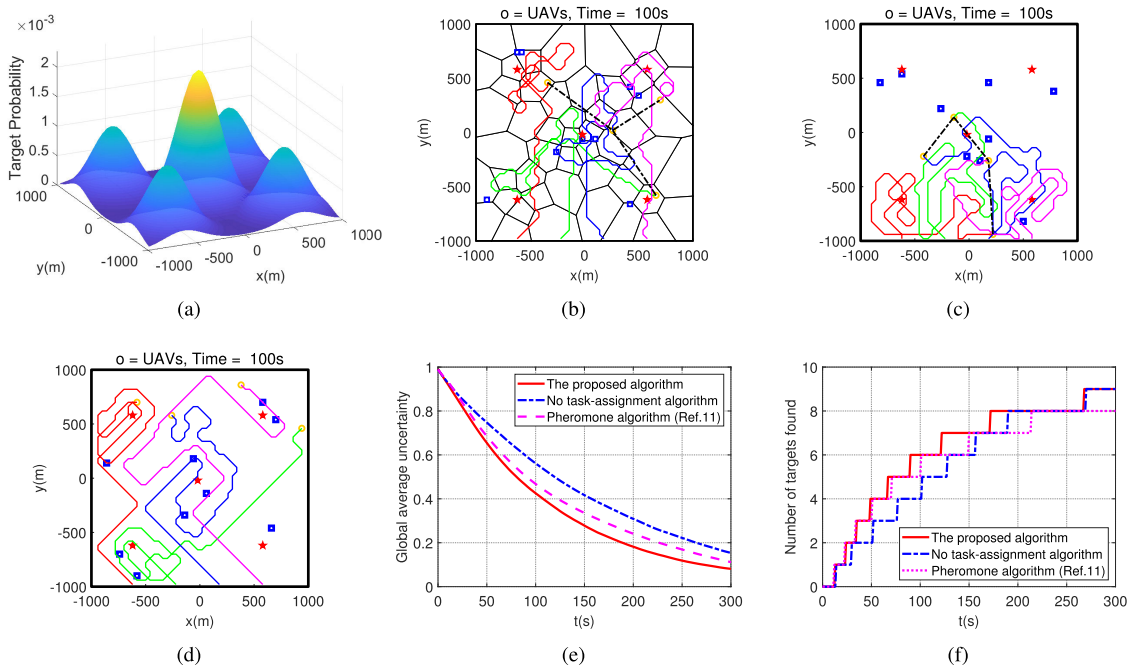 ×10⁻³
2
1.5
1
0.5
0
Target Probability
1000
0
-1000
y(m)
-1000
-500
0
500
1000
x(m)
(a)
o = UAVs, Time = 100s
1000
500
0
-500
-1000
y(m)
-1000
-500
0
500
1000
x(m)
(b)
o = UAVs, Time = 100s
1000
500
0
-500
-1000
y(m)
-1000
-500
0
500
1000
x(m)
(c)
o = UAVs, Time = 100s
1000
500
0
-500
-1000
y(m)
-1000
-500
0
500
1000
x(m)
(d)
1
0.8
0.6
0.4
0.2
0
Global average uncertainty
The proposed algorithm
No task-assignment algorithm
Pheromone algorithm (Ref.11)
0
50
100
150
200
250
300
t(s)
(e)
10
8
6
4
2
0
Number of targets found
The proposed algorithm
No task-assignment algorithm
Pheromone algorithm (Ref.11)
0
50
100
150
200
250
300
t(s)
(f)